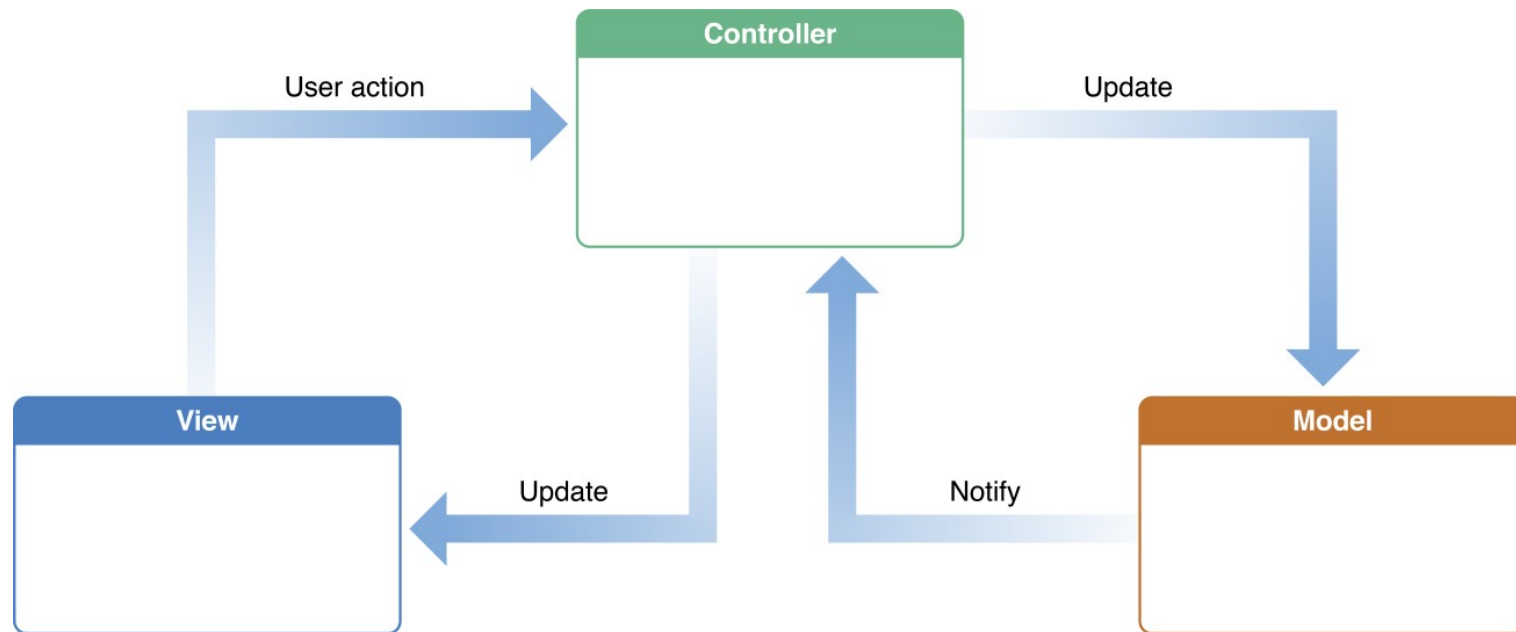 Controller
User action
Update
View
Model
Update
Notify